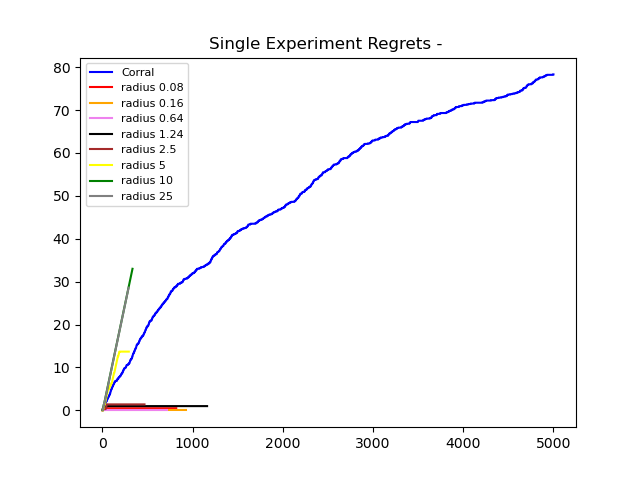 Single Experiment Regrets -
Corral
radius 0.08
radius 0.16
radius 0.64
radius 1.24
radius 2.5
radius 5
radius 10
radius 25
80
70
60
50
40
30
20
10
0
0 1000 2000 3000 4000 5000